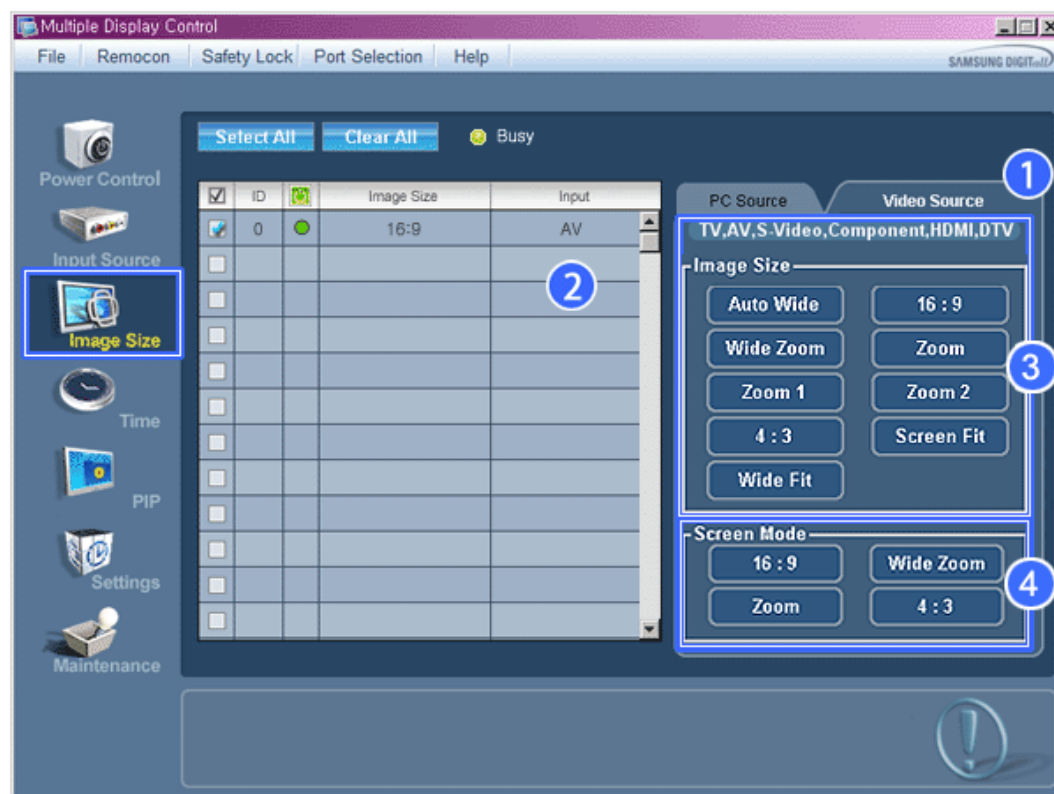 Multiple Display Control
File Remocon Safety Lock Port Selection Help
SAMSUNG DIGITall
Select All Clear All Busy
1
Power Control
ID Image Size Input
PC Source Video Source
0 16:9 AV
TV,AV,S-Video,Component,HDMI,DTV
Input Source
Image Size
2
Auto Wide 16 : 9
Image Size
Wide Zoom Zoom
3
Zoom 1 Zoom 2
Time
4 : 3 Screen Fit
Wide Fit
PIP
Screen Mode
16 : 9 Wide Zoom
Settings
4
Zoom 4 : 3
Maintenance